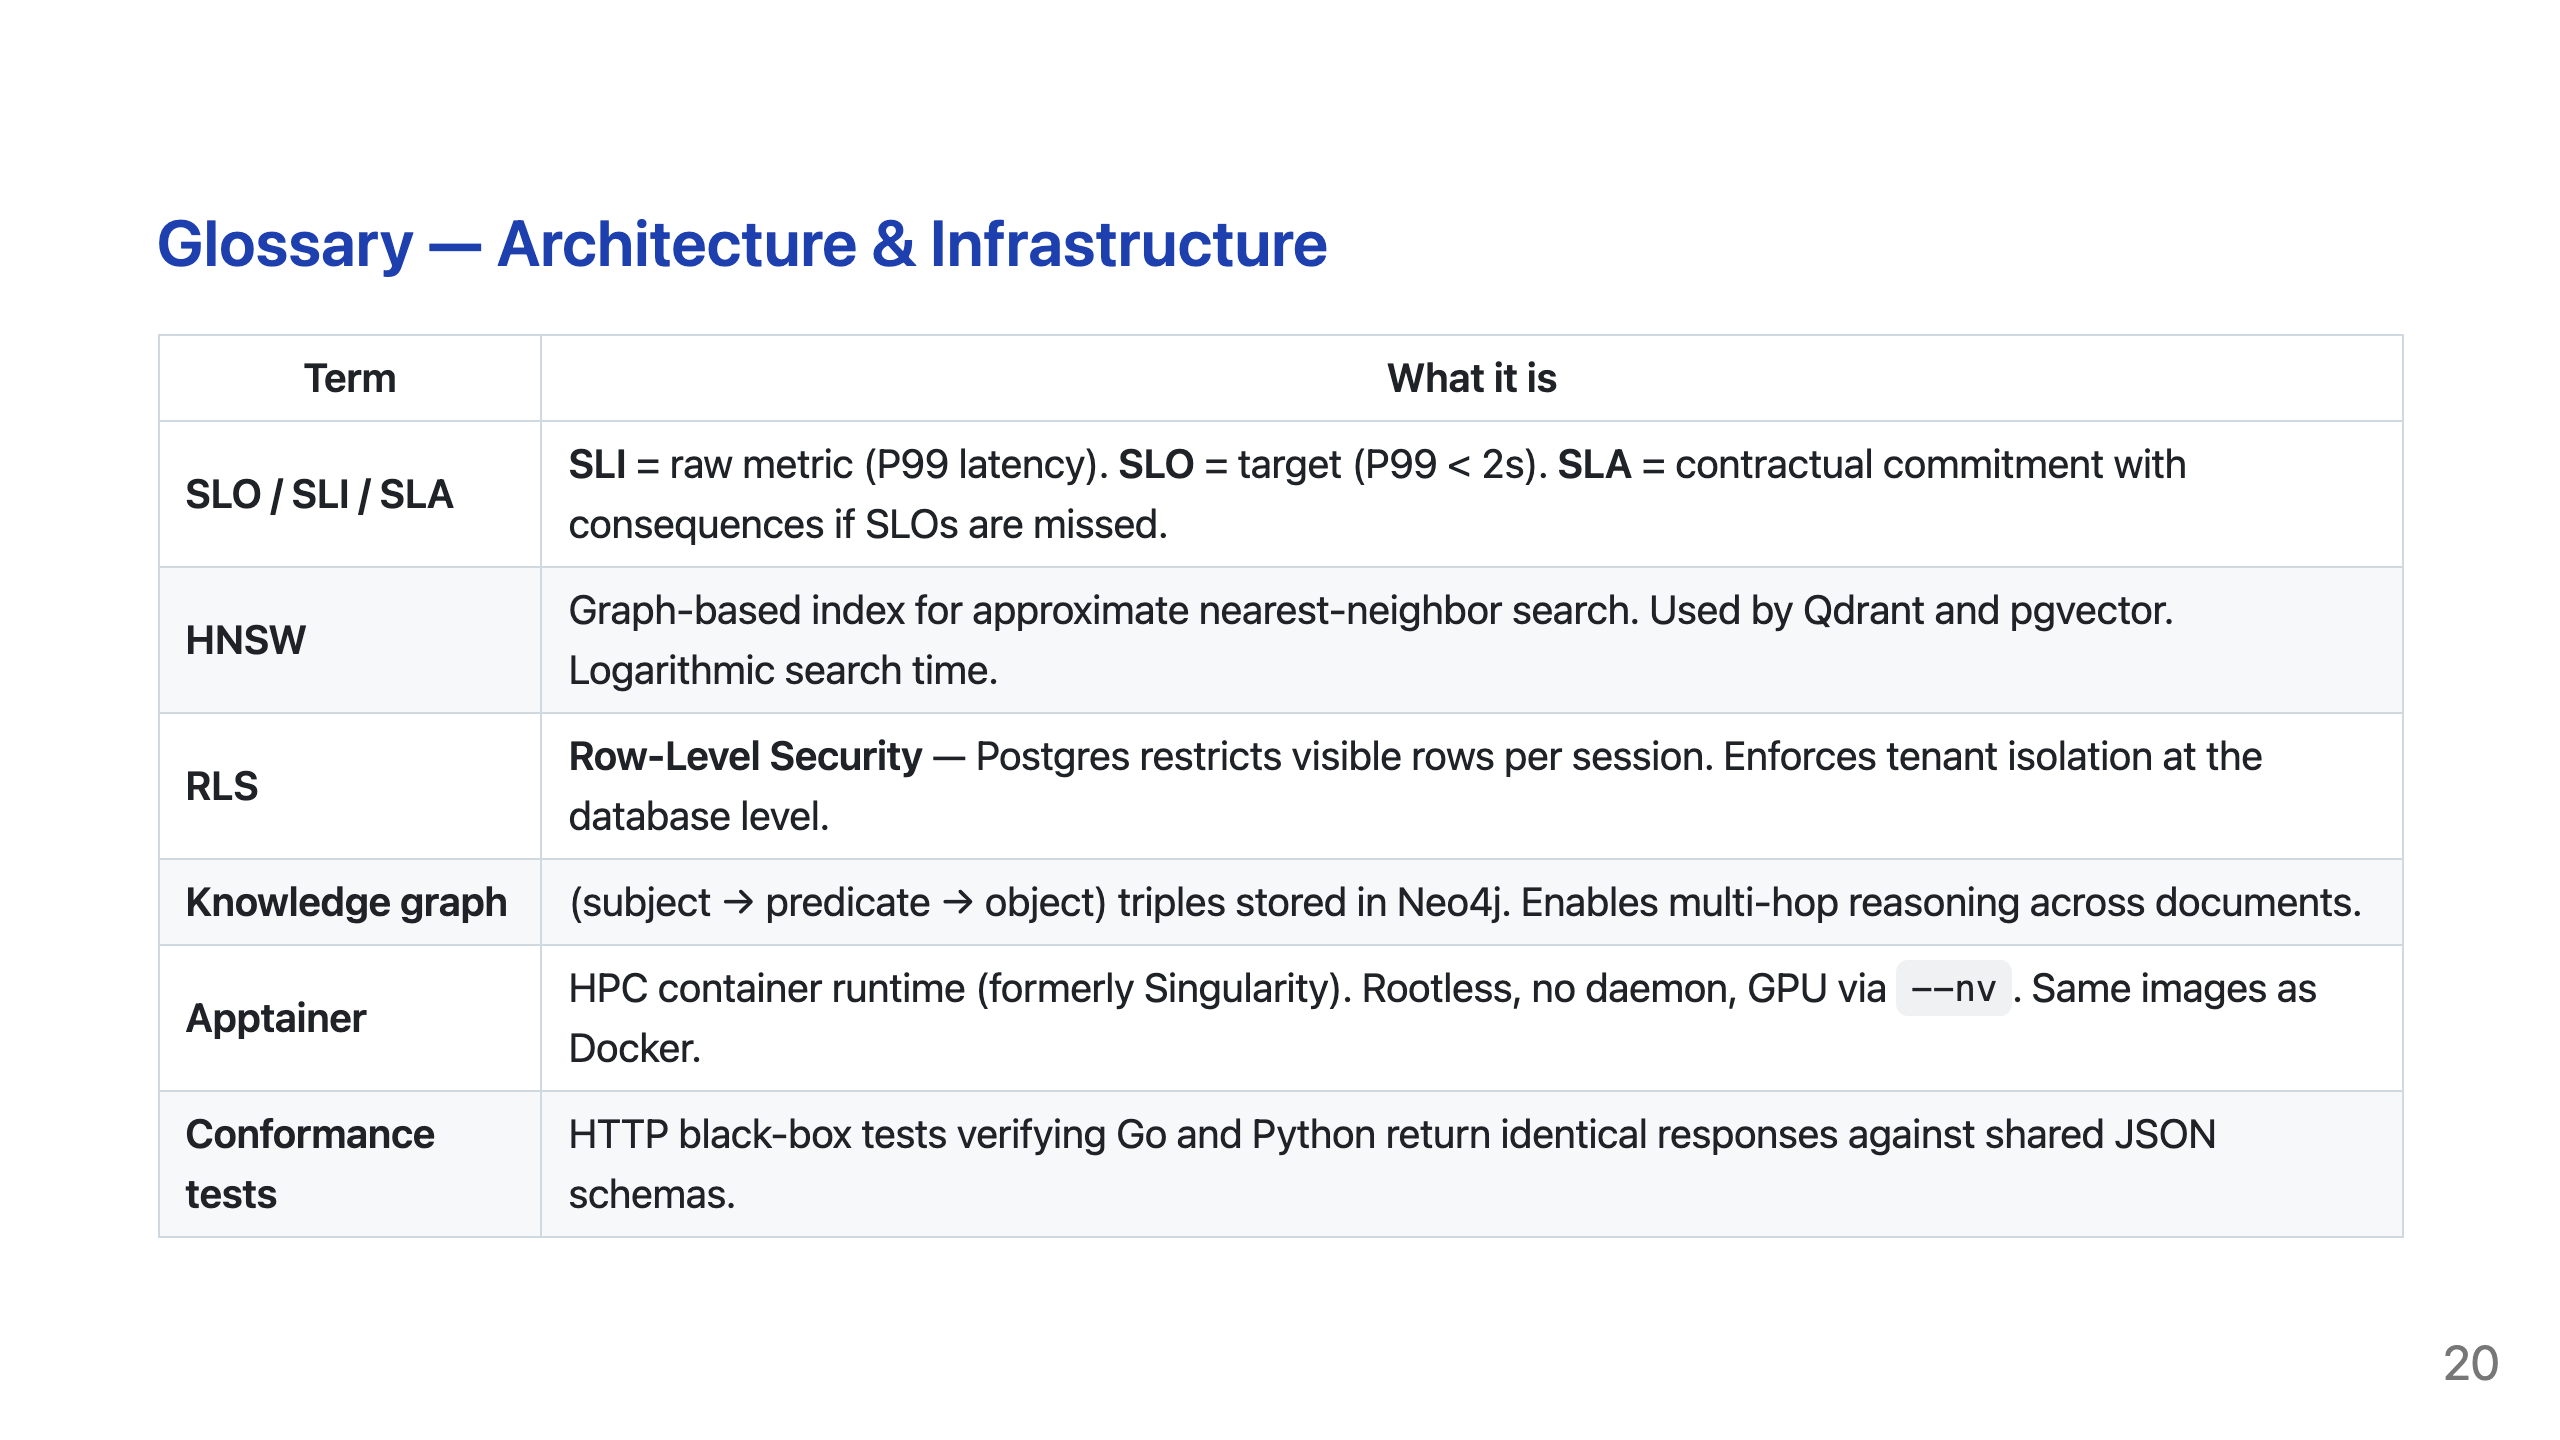 Glossary — Architecture & Infrastructure
Term
What it is
SLO / SLI / SLA
SLI = raw metric (P99 latency). SLO = target (P99 < 2s). SLA = contractual commitment with
consequences if SLOs are missed.
HNSW
Graph-based index for approximate nearest-neighbor search. Used by Qdrant and pgvector.
Logarithmic search time.
RLS
Row-Level Security — Postgres restricts visible rows per session. Enforces tenant isolation at the
database level.
Knowledge graph
(subject → predicate → object) triples stored in Neo4j. Enables multi-hop reasoning across documents.
Apptainer
HPC container runtime (formerly Singularity). Rootless, no daemon, GPU via --nv. Same images as
Docker.
Conformance
tests
HTTP black-box tests verifying Go and Python return identical responses against shared JSON
schemas.
20